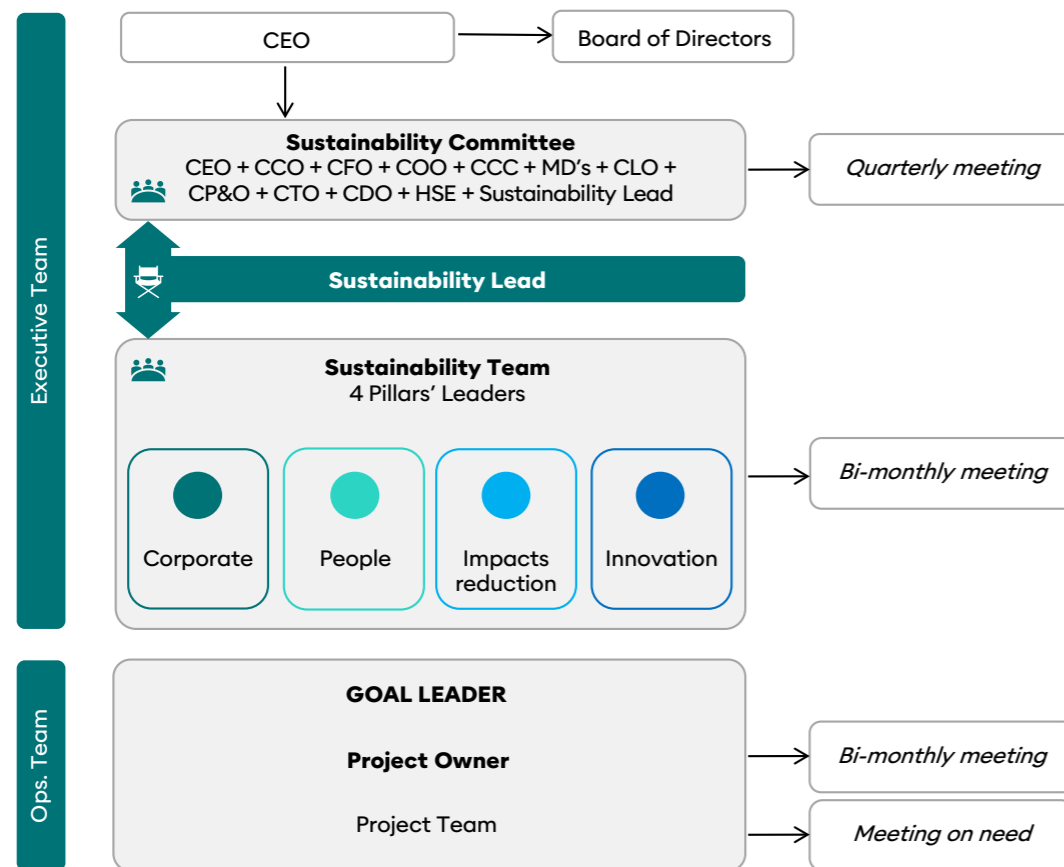 Executive Team
CEO
Board of Directors
Sustainability Committee
CEO + CCO + CFO + COO + CCC + MD's + CLO +
CP&O + CTO + CDO + HSE + Sustainability Lead
Quarterly meeting
Sustainability Lead
Sustainability Team
4 Pillars’ Leaders
Corporate
People
Impacts
reduction
Innovation
Bi-monthly meeting
Ops. Team
GOAL LEADER
Project Owner
Bi-monthly meeting
Project Team
Meeting on need